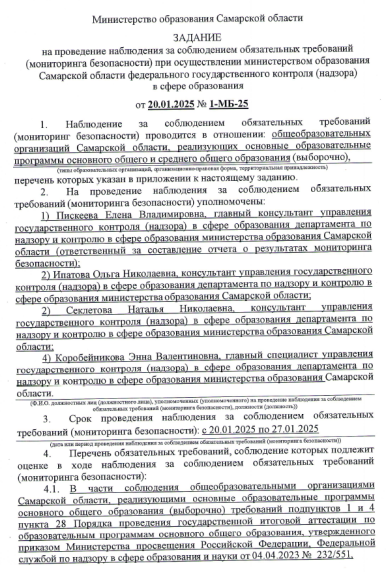 Министерство образования Самарской области
ЗАДАНИЕ
на проведение наблюдения за соблюдением обязательных требований
(мониторинга безопасности) при осуществлении министерством образования
Самарской области федерального государственного контроля (надзора)
в сфере образования
от 20.01.2025 № 1-МБ-25
1. Наблюдение за соблюдением обязательных требований
(мониторинг безопасности) проводится в отношении: общеобразовательных
организаций Самарской области, реализующих основные образовательные
программы основного общего и среднего общего образования (выборочно),
(типы образовательных организаций, организационно-правовая форма, территориальная принадлежность)
перечень которых указан в приложении к настоящему заданию.
2. На проведение наблюдения за соблюдением обязательных
требований (мониторинга безопасности) уполномочены:
1) Пискеева Елена Владимировна, главный консультант управления
государственного контроля (надзора) в сфере образования департамента по
надзору и контролю в сфере образования министерства образования Самарской
области (ответственный за составление отчета о результатах мониторинга
безопасности);
2) Ипатова Ольга Николаевна, консультант управления государственного
контроля (надзора) в сфере образования департамента по надзору и контролю в
сфере образования министерства образования Самарской области;
2) Секлетова Наталья Николаевна, консультант управления
государственного контроля (надзора) в сфере образования департамента по
надзору и контролю в сфере образования министерства образования Самарской
области;
4) Коробейникова Энна Валентиновна, главный специалист управления
государственного контроля (надзора) в сфере образования департамента по
надзору и контролю в сфере образования министерства образования Самарской
области.
(Ф.И.О. должностных лиц (должностного лица), уполномоченных (уполномоченного) на проведение наблюдения за соблюдением
обязательных требований (мониторинга безопасности), должности (должность))
3. Срок проведения наблюдения за соблюдением обязательных
требований (мониторинга безопасности): с 20.01.2025 по 27.01.2025
(дата или период проведения наблюдения за соблюдением обязательных требований (мониторинга безопасности))
4. Перечень обязательных требований, соблюдение которых подлежит
оценке в ходе наблюдения за соблюдением обязательных требований
(мониторинга безопасности):
4.1. В части соблюдения общеобразовательными организациями
Самарской области, реализующими основные образовательные программы
основного общего образования (выборочно) требований подпунктов 1 и 4
пункта 28 Порядка проведения государственной итоговой аттестации по
образовательным программам основного общего образования, утвержденного
приказом Министерства просвещения Российской Федерации, Федеральной
службой по надзору в сфере образования и науки от 04.04.2023 № 232/551,